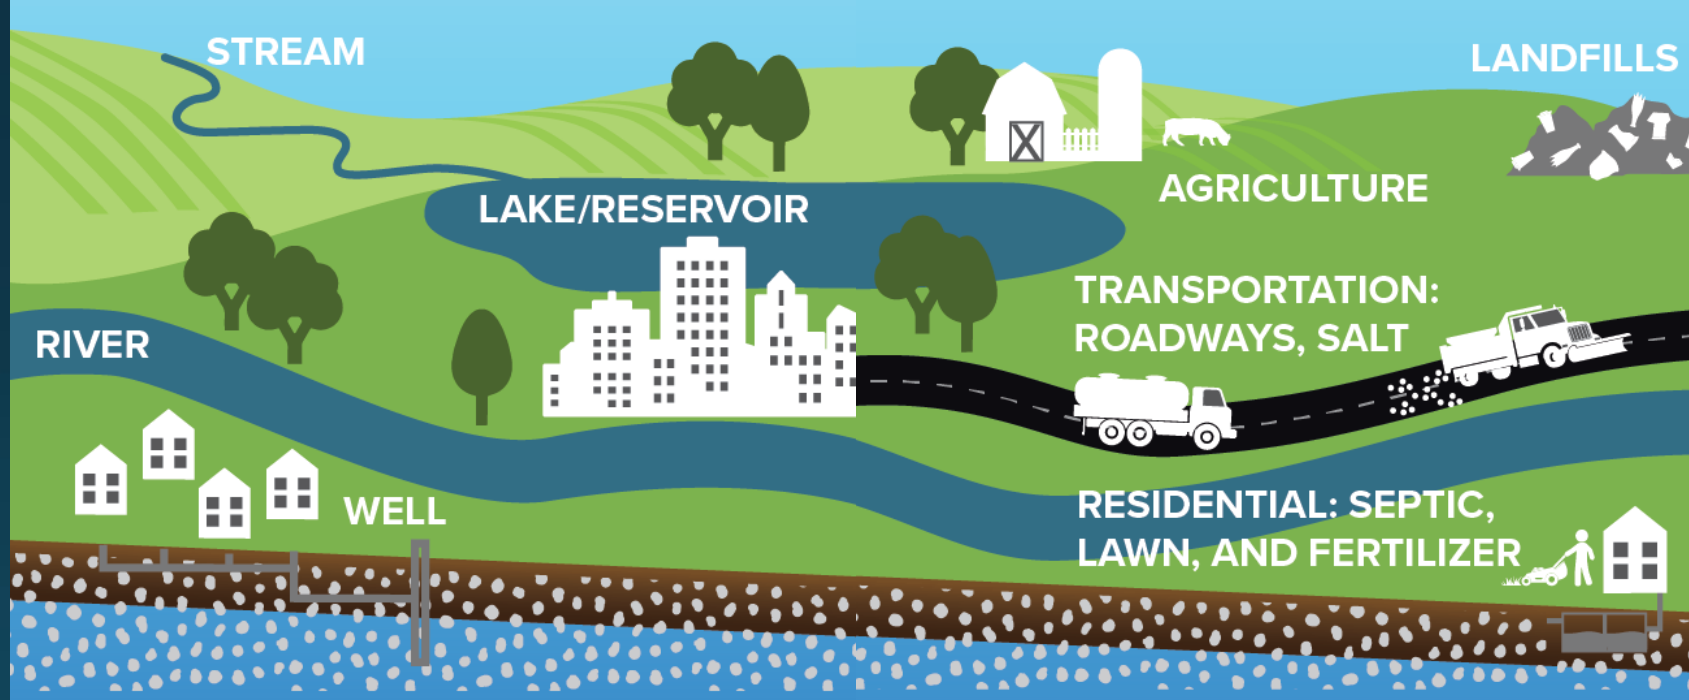 STREAM
LANDFILLS
AGRICULTURE
LAKE/RESERVOIR
TRANSPORTATION:
ROADWAYS, SALT
RIVER
WELL
RESIDENTIAL: SEPTIC,
LAWN, AND FERTILIZER